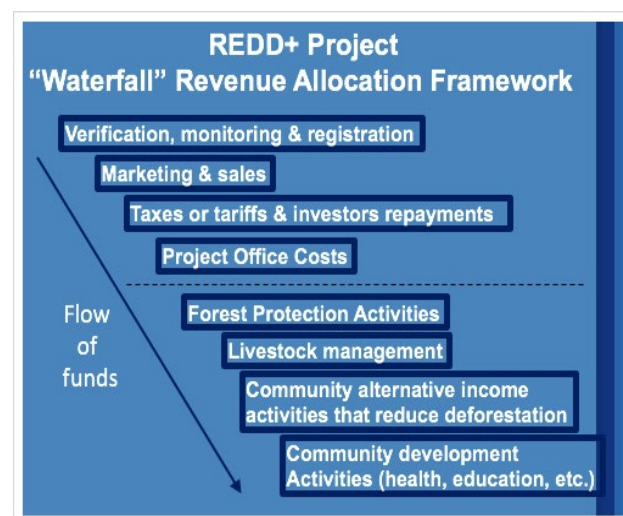 REDD+ Project
“Waterfall” Revenue Allocation Framework
Verification, monitoring & registration
Marketing & sales
Taxes or tariffs & investors repayments
Project Office Costs
Forest Protection Activities
Livestock management
Community alternative income
activities that reduce deforestation
Community development
Activities (health, education, etc.)
Flow
of
funds